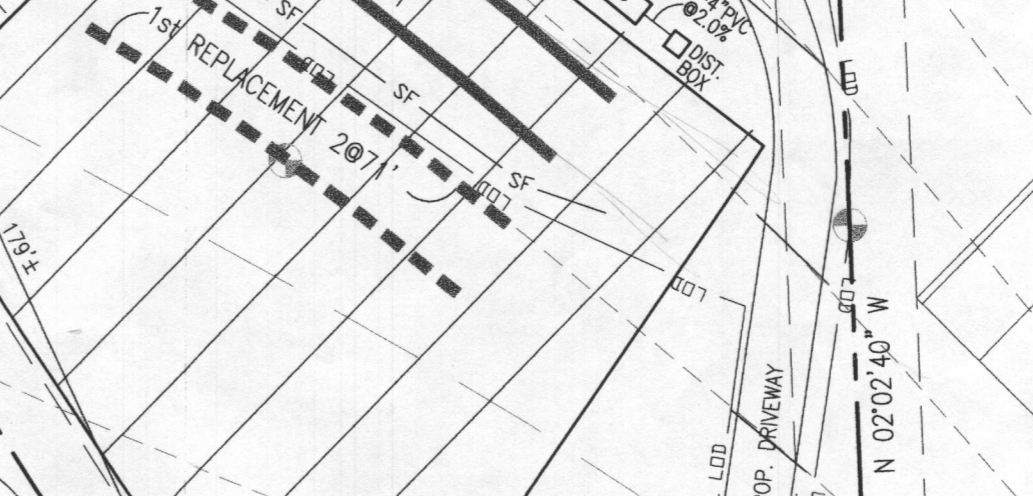 SF
4"PVC
@2.0%
DIST.
BOX
1st REPLACEMENT 2@71'
LOD
SF
LOD
LOD
SF
LOD
LOD
179'±
N 02°02'40" W
LOD
DRIVEWAY